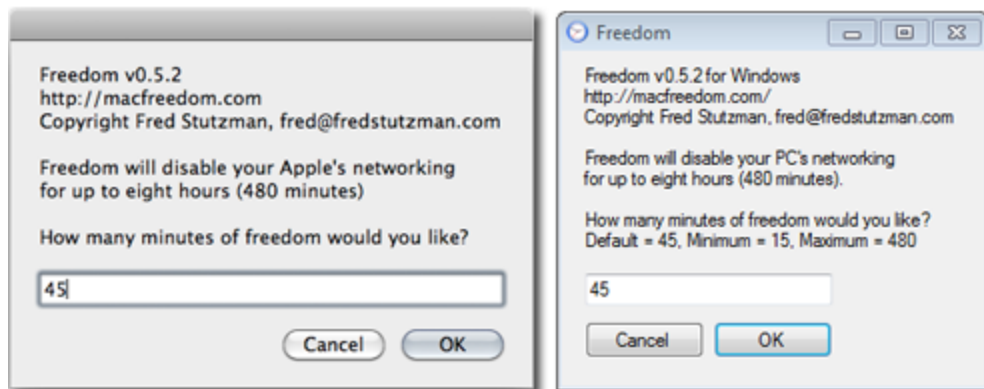 Freedom v0.5.2
http://macfreedom.com
Copyright Fred Stutzman, fred@fredstutzman.com
Freedom will disable your Apple's networking
for up to eight hours (480 minutes)
How many minutes of freedom would you like?
45
Cancel OK
Freedom
Freedom v0.5.2 for Windows
http://macfreedom.com/
Copyright Fred Stutzman, fred@fredstutzman.com
Freedom will disable your PC's networking
for up to eight hours (480 minutes).
How many minutes of freedom would you like?
Default = 45, Minimum = 15, Maximum = 480
45
Cancel OK